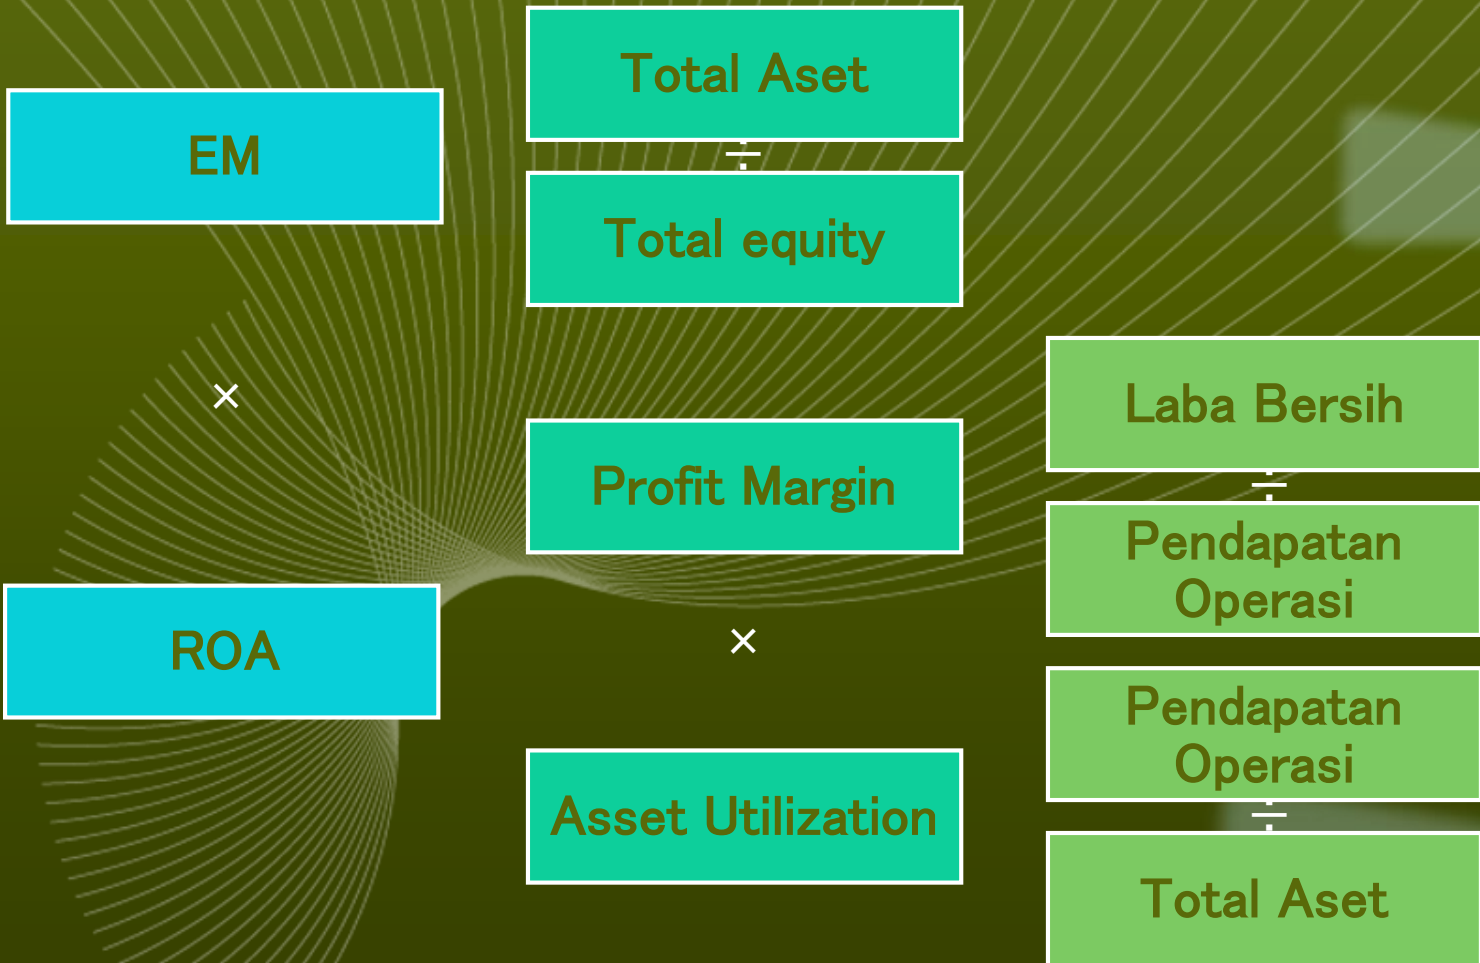 EM
×
ROA
Total Aset
÷
Total equity
Profit Margin
×
Asset Utilization
Laba Bersih
÷
Pendapatan
Operasi
Pendapatan
Operasi
÷
Total Aset